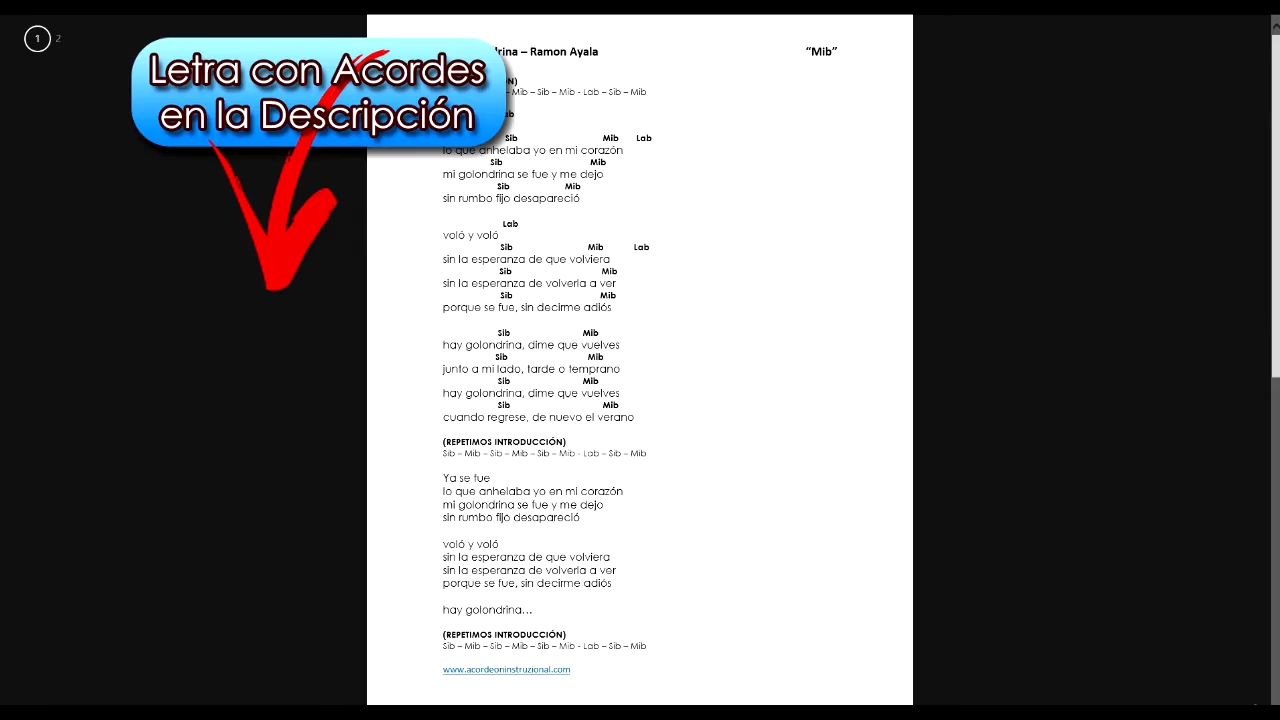 1 2
Letra con Acordes
en la Descripción
– Ramon Ayala "Mib"
– Mib – Sib – Mib - Lab – Sib – Mib
Sib Mib Lab
lo que anhelaba yo en mi corazón
Sib Mib
mi golondrina se fue y me dejo
Sib Mib
sin rumbo fijo desapareció
Lab
voló y voló
Sib Mib Lab
sin la esperanza de que volviera
Sib Mib
sin la esperanza de volverla a ver
Sib Mib
porque se fue, sin decirme adiós
Sib Mib
hay golondrina, dime que vuelves
Sib Mib
junto a mi lado, tarde o temprano
Sib Mib
hay golondrina, dime que vuelves
Sib Mib
cuando regrese, de nuevo el verano
(REPETIMOS INTRODUCCIÓN)
Sib – Mib – Sib – Mib – Sib – Mib - Lab – Sib – Mib
Ya se fue
lo que anhelaba yo en mi corazón
mi golondrina se fue y me dejo
sin rumbo fijo desapareció
voló y voló
sin la esperanza de que volviera
sin la esperanza de volverla a ver
porque se fue, sin decirme adiós
hay golondrina...
(REPETIMOS INTRODUCCIÓN)
Sib – Mib – Sib – Mib – Sib – Mib - Lab – Sib – Mib
www.acordeoninstruzional.com